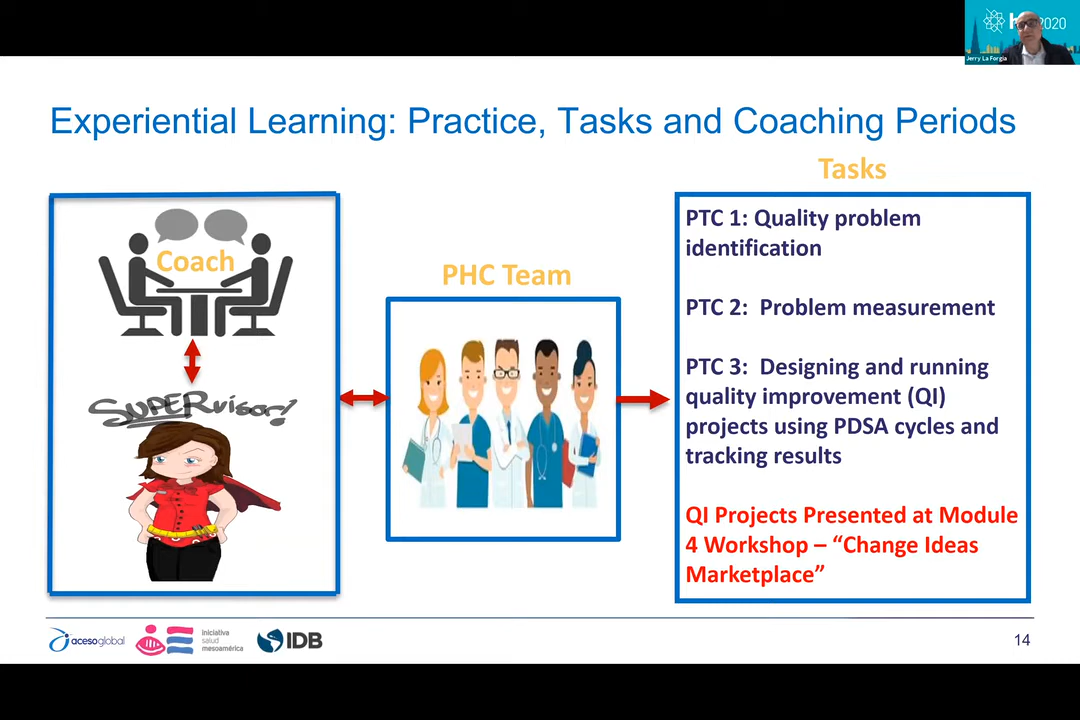 2020
Jerry La Forgia
Experiential Learning: Practice, Tasks and Coaching Periods
Tasks
Coach
SUPERvisor!
PHC Team
PTC 1: Quality problem
identification
PTC 2:  Problem measurement
PTC 3:  Designing and running
quality improvement (QI)
projects using PDSA cycles and
tracking results
QI Projects Presented at Module
4 Workshop – “Change Ideas
Marketplace”
acesoglobal
iniciativa
salud
mesoamérica
IDB
14